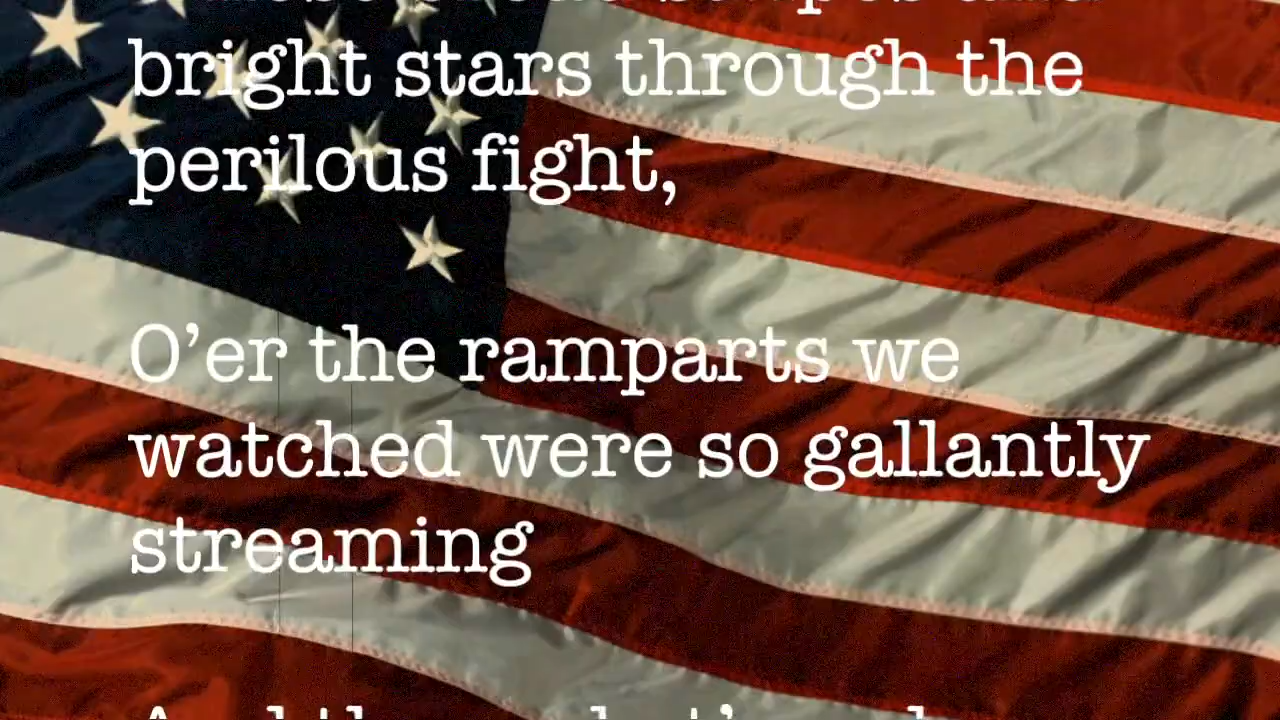 bright stars through the
perilous fight,
O’er the ramparts we
watched were so gallantly
streaming